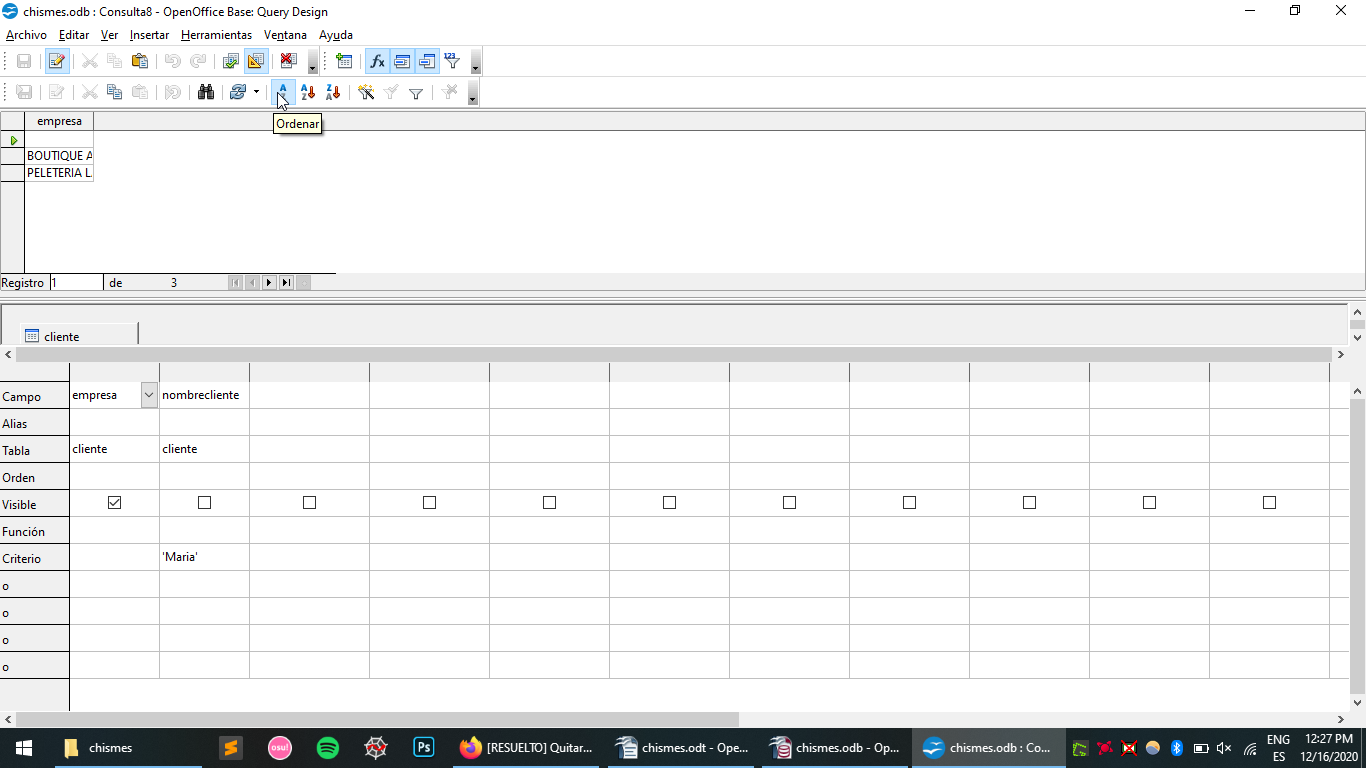 chismes.odb : Consulta8 - OpenOffice Base: Query Design
Archivo Editar Ver Insertar Herramientas Ventana Ayuda
Ordenar
empresa
BOUTIQUE A
PELETERIA L
Registro 1 de 3
cliente
Campo empresa nombrecliente
Alias
Tabla cliente cliente
Orden
Visible
Función
Criterio 'Maria'
o
o
o
o
chismes
osu!
Ps
[RESUELTO] Quitar...
chismes.odt - Ope...
chismes.odb - Op...
chismes.odb : Co...
ENG
ES
12:27 PM
12/16/2020